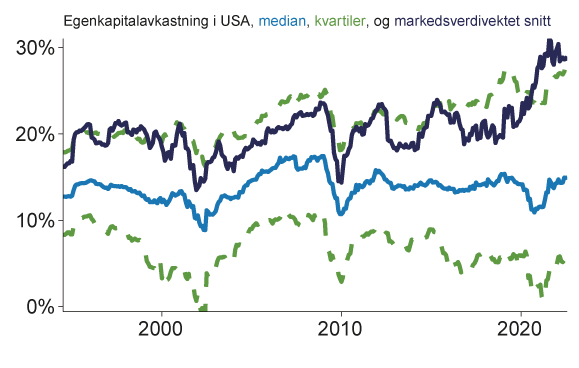 Egenkapitalavkastning i USA, median, kvartiler, og markedsverdivektet snitt
30%
20%
10%
0%
2000 2010 2020